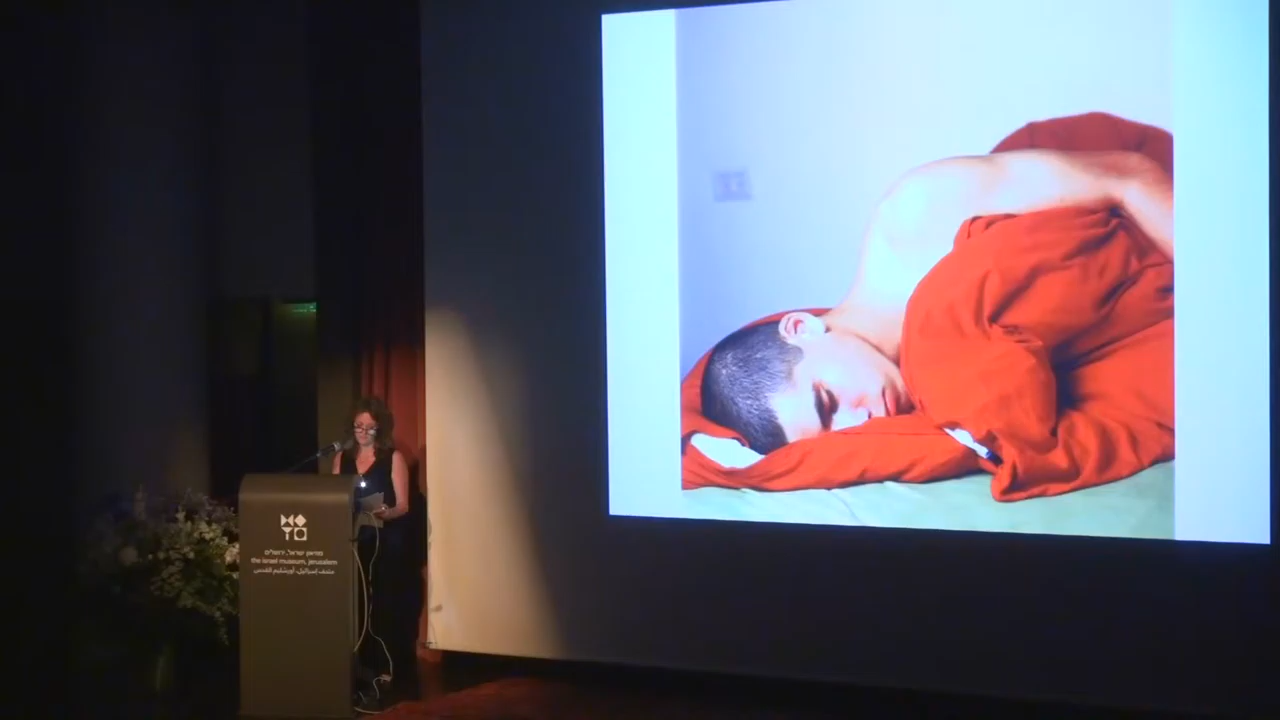 מוזיאון ישראל, ירושלים
the israel museum, jerusalem
متحف إسرائيل، أورشليم القدس